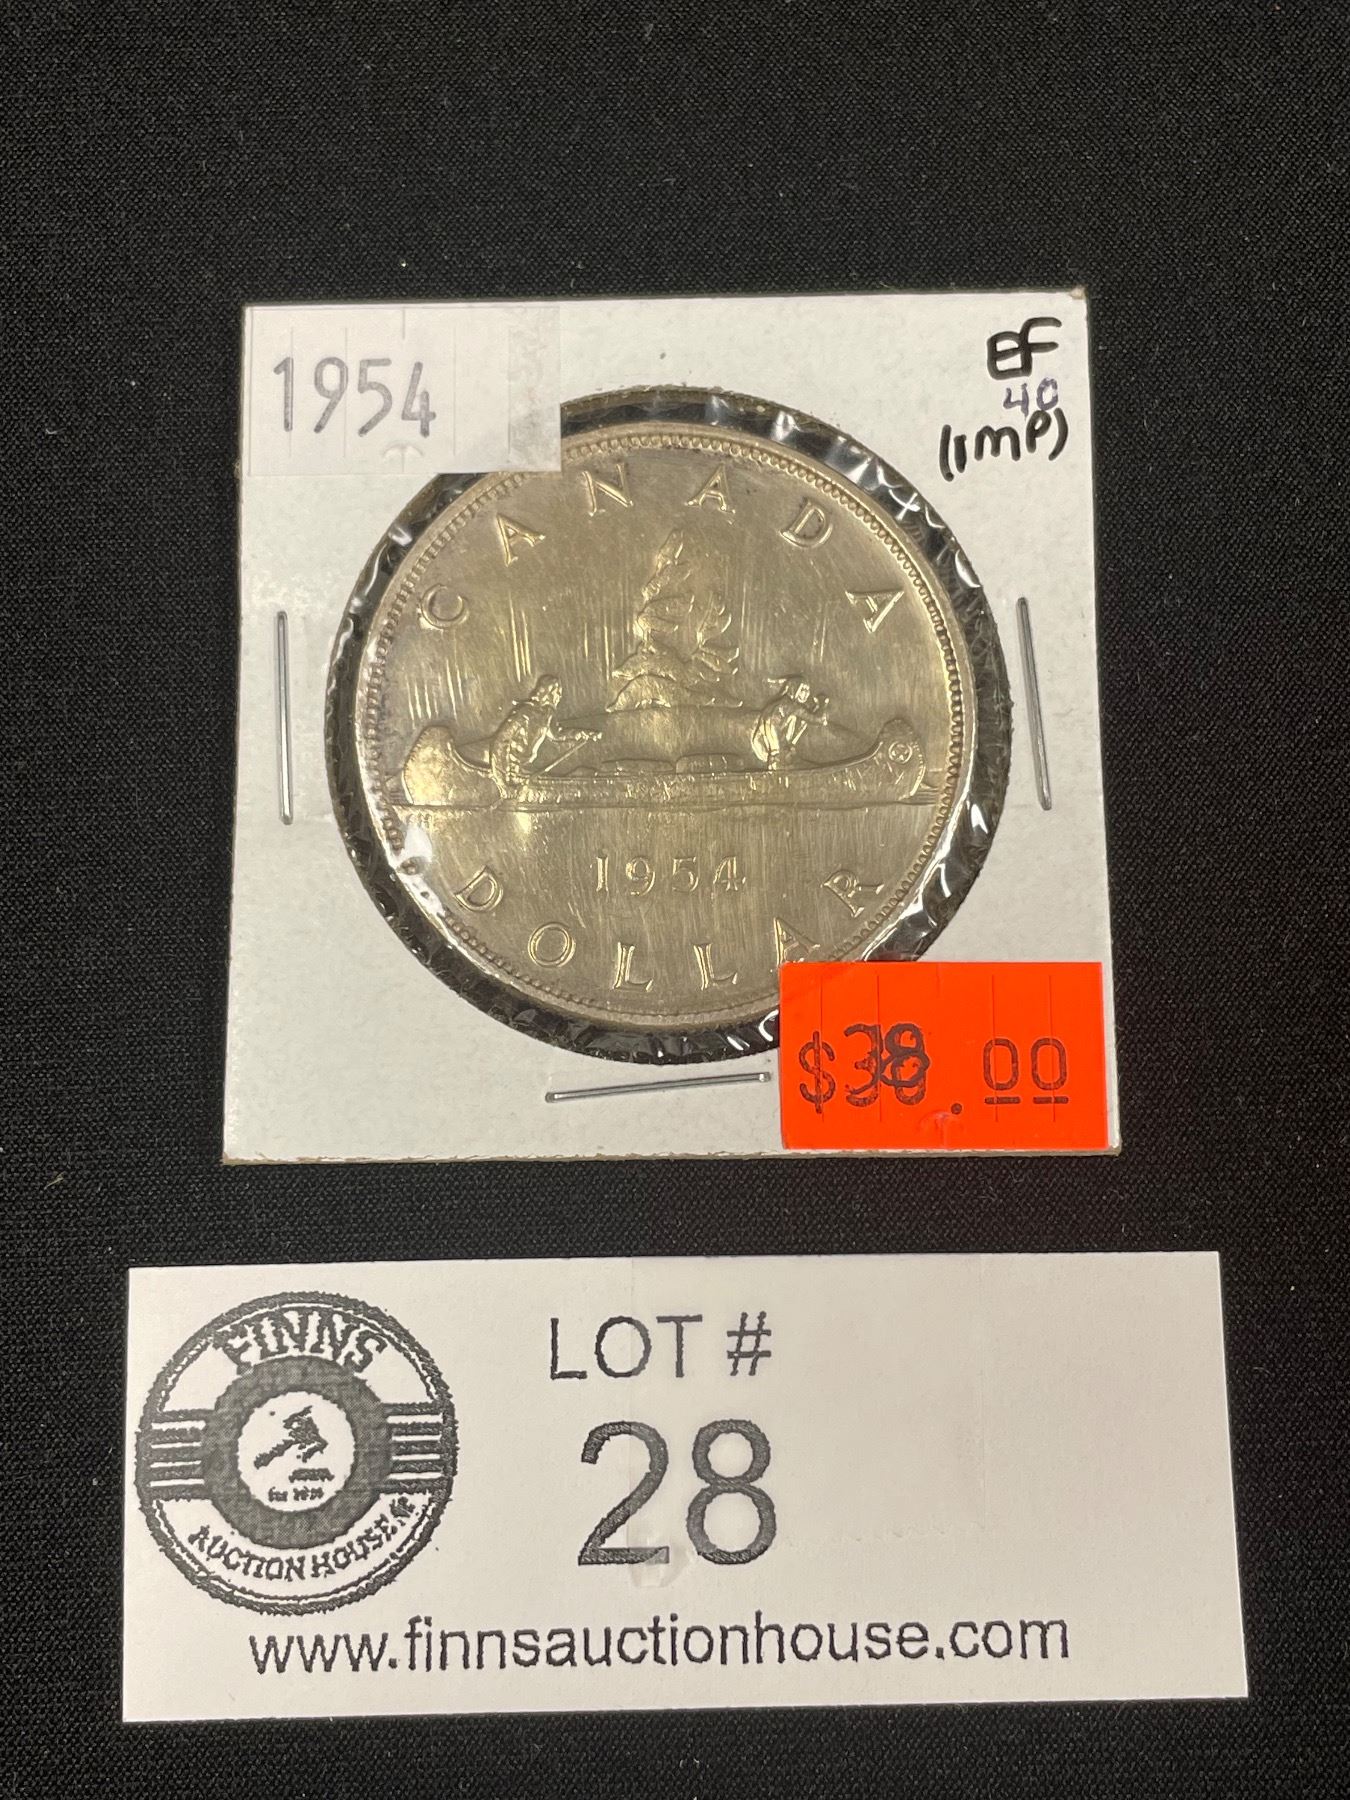 1954
EF
40
(IMP)
CANADA
1954
DOLLAR
$38.00
FINNS
AUCTION HOUSE
LOT #
28
www.finnsauctionhouse.com